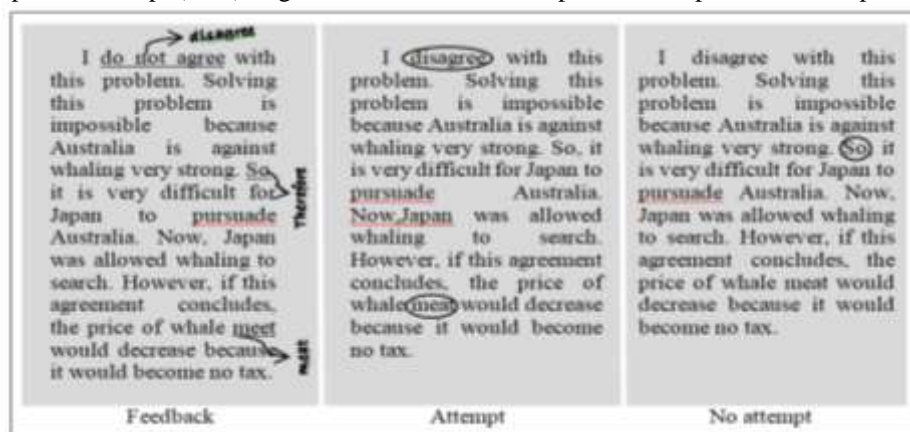 disagree
I do not agree with
this problem. Solving
this problem is
impossible because
Australia is against
whaling very strong. So,
it is very difficult for
Therefore
Japan to pursuade
Australia. Now, Japan
was allowed whaling to
search. However, if this
agreement concludes,
the price of whale meet
would decrease because
meat
it would become no tax.
Feedback
I disagree with this
problem. Solving this
problem is impossible
because Australia is against
whaling very strong. So, it
is very difficult for Japan to
pursuade Australia.
Now,Japan was allowed
whaling to search.
However, if this agreement
concludes, the price of
whale meat would decrease
because it would become
no tax.
Attempt
I disagree with this
problem. Solving this
problem is impossible
because Australia is against
whaling very strong. So it
is very difficult for Japan to
pursuade Australia. Now,
Japan was allowed whaling
to search. However, if this
agreement concludes, the
price of whale meat would
decrease because it would
become no tax.
No attempt